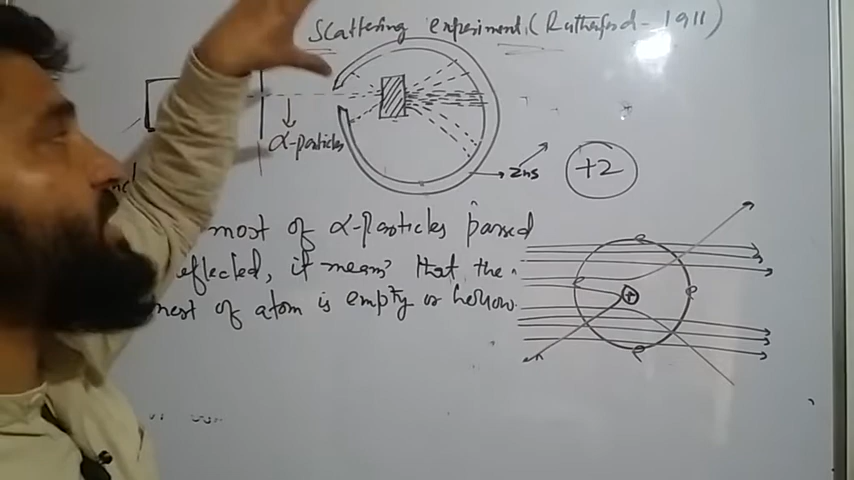 Scattering experiment (Rutherford - 1911)
α-particles
Zns
+2
most of α-Particles passed
eflected, it means that the
most of atom is empty or hollow.
+
e
e
e
e